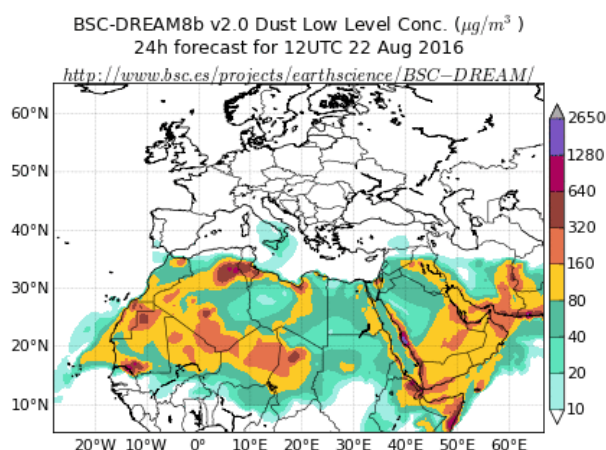 BSC-DREAM8b v2.0 Dust Low Level Conc. (μg/m³ )
24h forecast for 12UTC 22 Aug 2016
http://www.bsc.es/projects/earthscience/BSC−DREAM/
60°N
50°N
40°N
30°N
20°N
10°N
20°W 10°W 0° 10°E 20°E 30°E 40°E 50°E 60°E
2650
1280
640
320
160
80
40
20
10